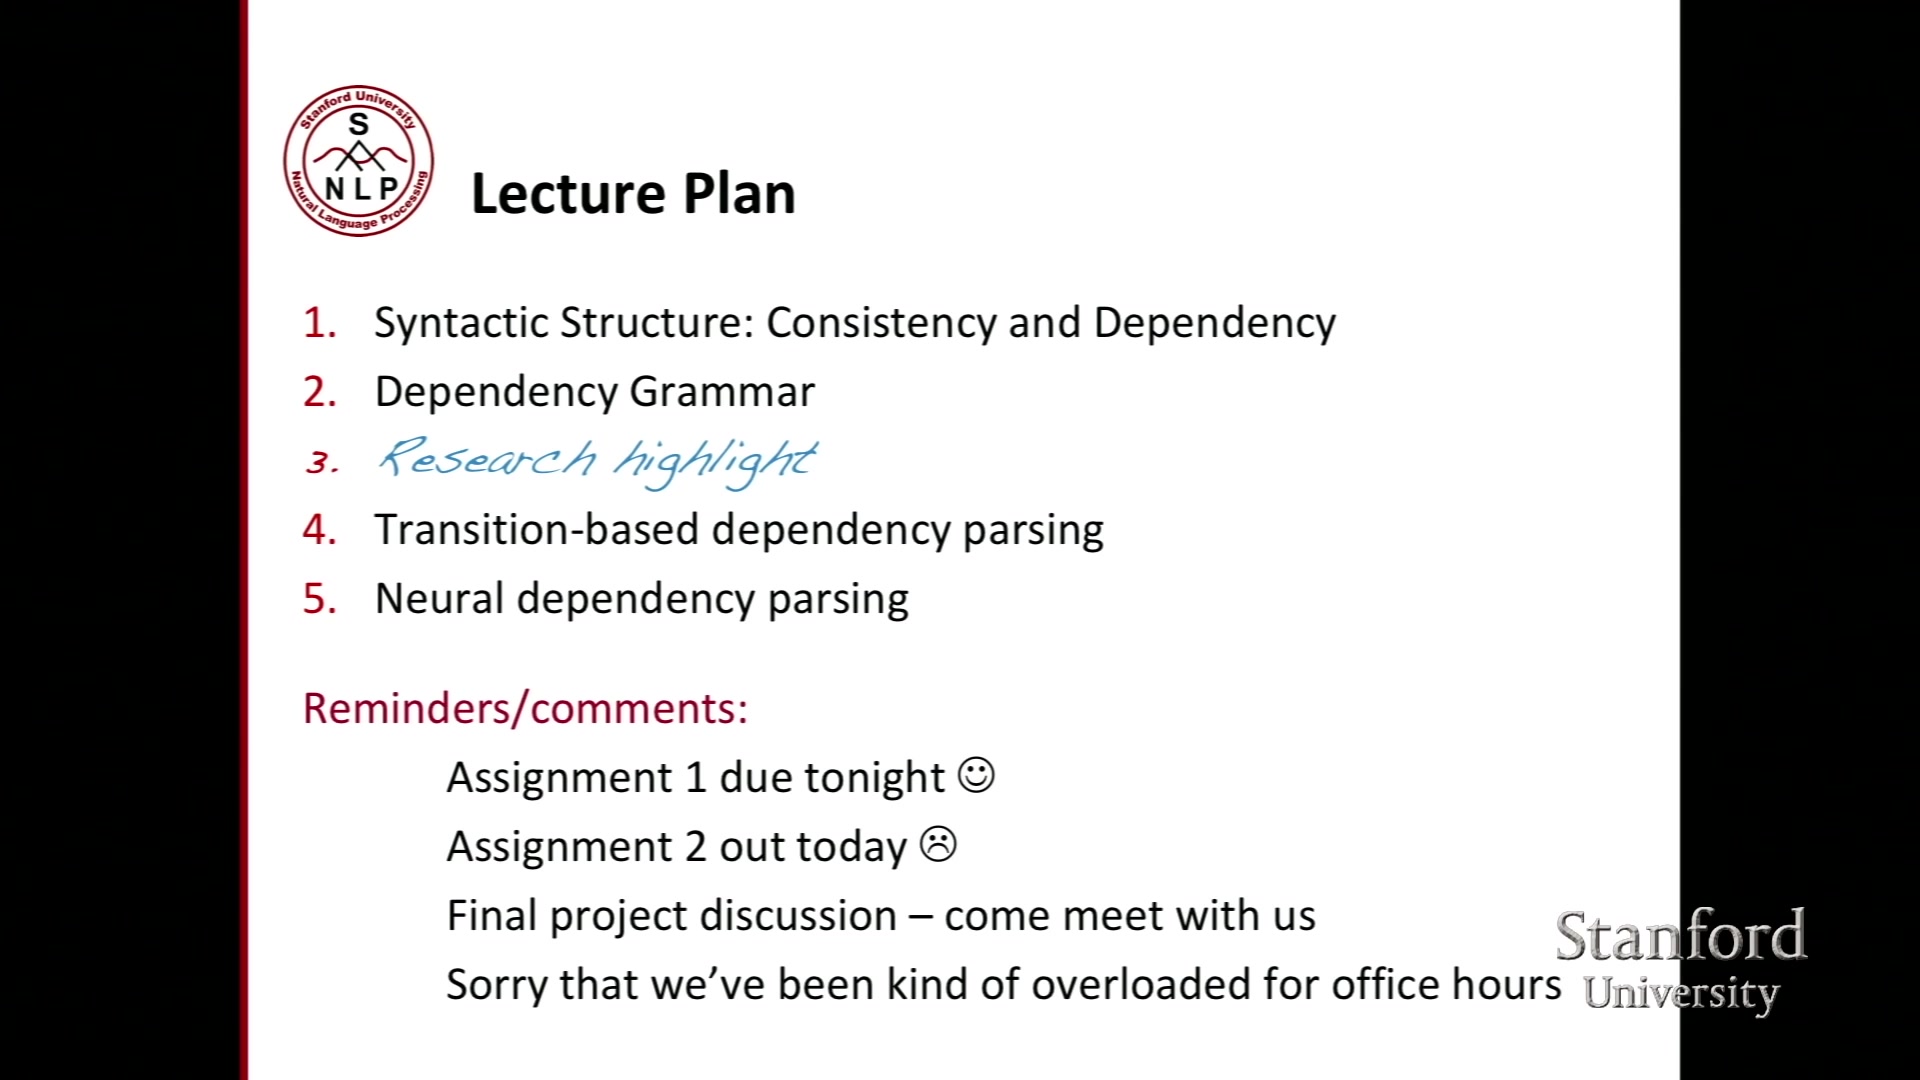 Stanford University
S
NLP
Natural Language Processing
Lecture Plan
1. Syntactic Structure: Consistency and Dependency
2. Dependency Grammar
3. Research highlight
4. Transition-based dependency parsing
5. Neural dependency parsing
Reminders/comments:
Assignment 1 due tonight ☺
Assignment 2 out today ☹
Final project discussion – come meet with us
Sorry that we’ve been kind of overloaded for office hours
Stanford
University